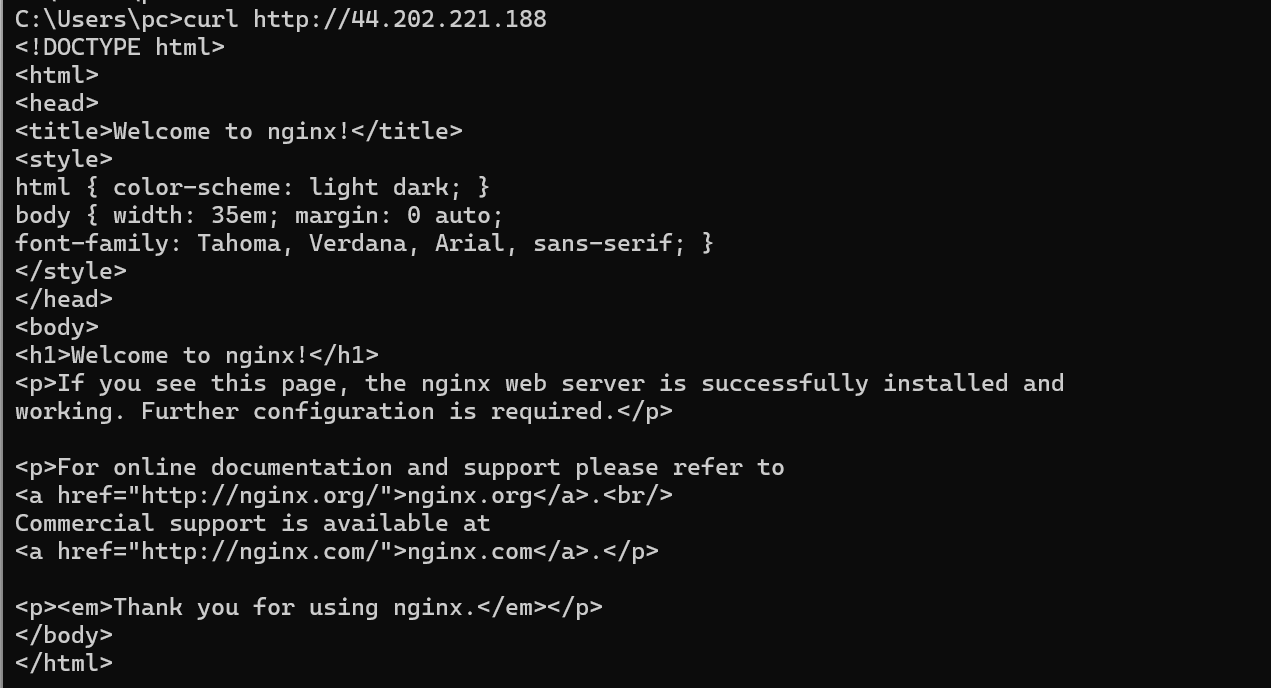 C:\Users\pc>curl http://44.202.221.188
<!DOCTYPE html>
<html>
<head>
<title>Welcome to nginx!</title>
<style>
html { color-scheme: light dark; }
body { width: 35em; margin: 0 auto;
font-family: Tahoma, Verdana, Arial, sans-serif; }
</style>
</head>
<body>
<h1>Welcome to nginx!</h1>
<p>If you see this page, the nginx web server is successfully installed and
working. Further configuration is required.</p>

<p>For online documentation and support please refer to
<a href="http://nginx.org/">nginx.org</a>.<br/>
Commercial support is available at
<a href="http://nginx.com/">nginx.com</a>.</p>

<p><em>Thank you for using nginx.</em></p>
</body>
</html>